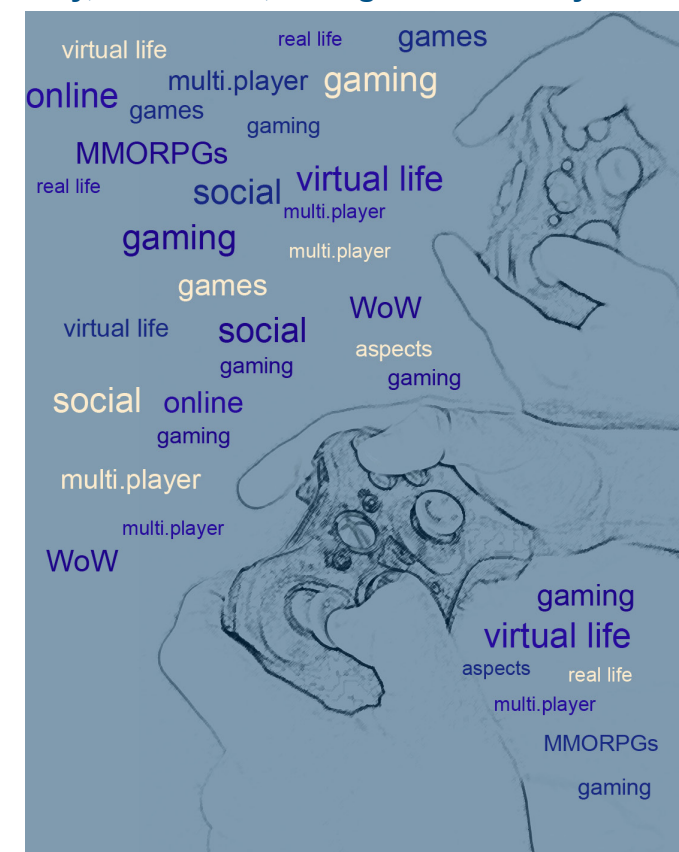 virtual life
real life
games
online
multi.player
gaming
games
gaming
MMORPGs
real life
social
virtual life
multi.player
gaming
multi.player
games
WoW
virtual life
social
aspects
gaming
gaming
social
online
gaming
multi.player
multi.player
WoW
gaming
virtual life
aspects
real life
multi.player
MMORPGs
gaming